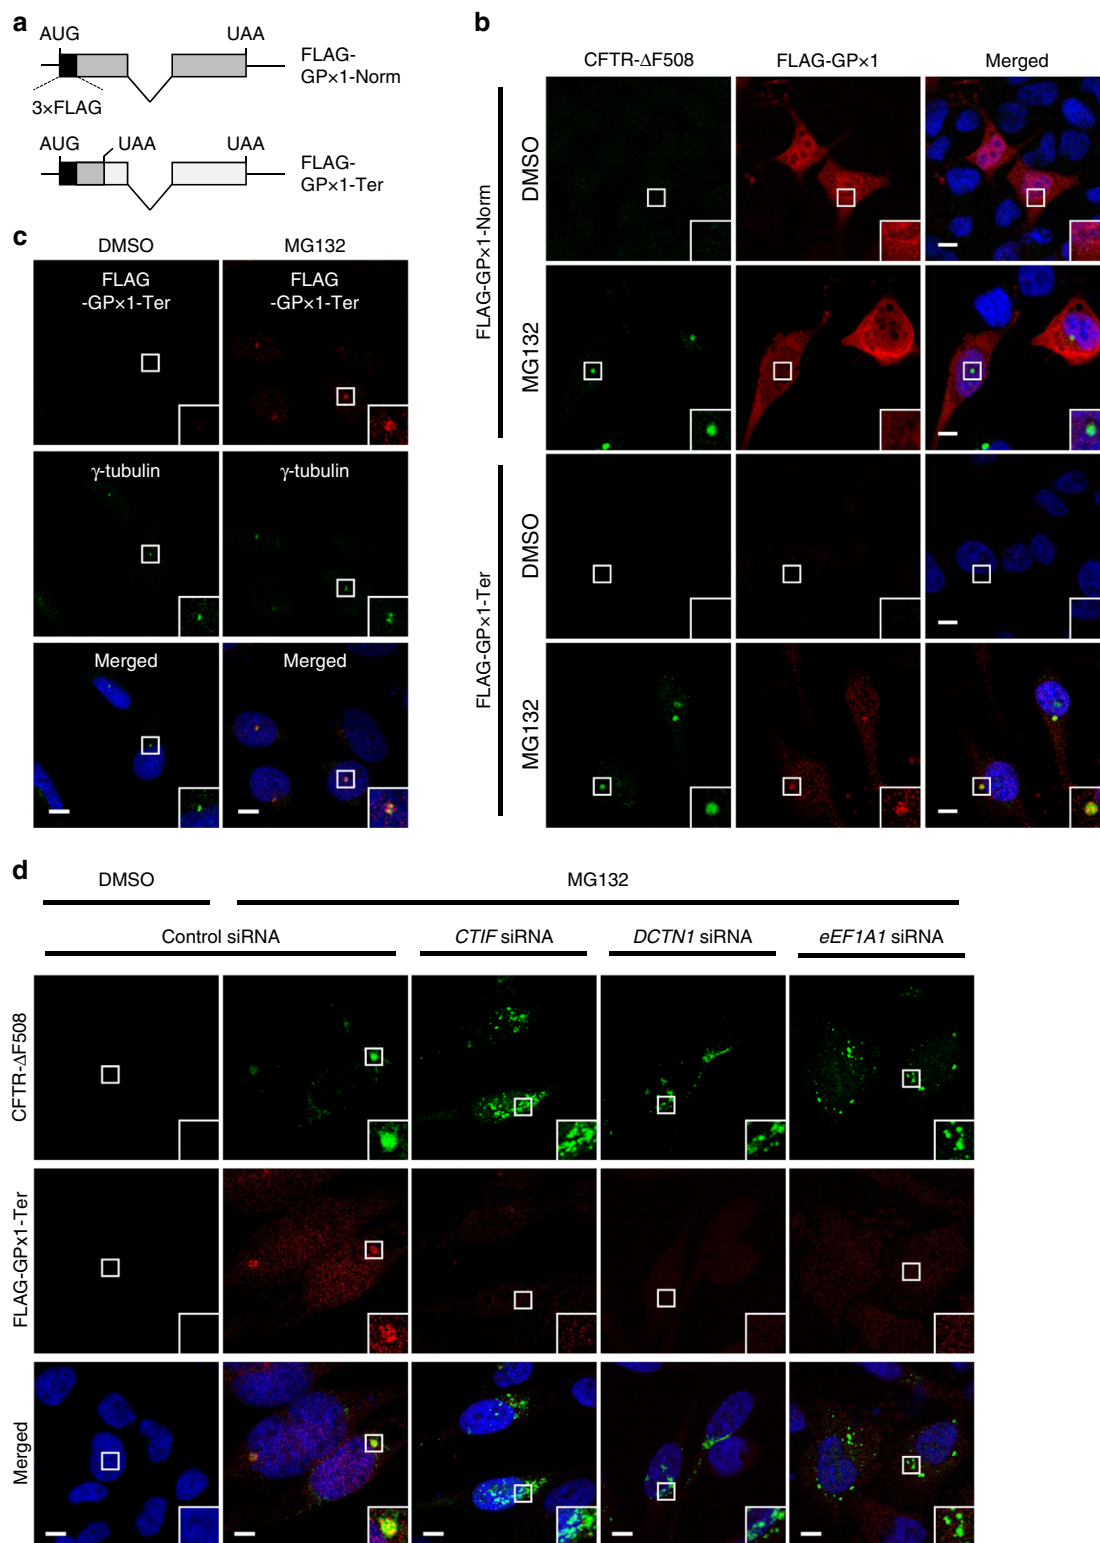 a
AUG
UAA
FLAG-
GP×1-Norm
3×FLAG
AUG
UAA
UAA
FLAG-
GP×1-Ter
b
CFTR-ΔF508
FLAG-GP×1
Merged
FLAG-GP×1-Norm
DMSO
MG132
FLAG-GP×1-Ter
DMSO
MG132
c
DMSO
MG132
FLAG
-GP×1-Ter
FLAG
-GP×1-Ter
γ-tubulin
γ-tubulin
Merged
Merged
d
DMSO
MG132
Control siRNA
CTIF siRNA
DCTN1 siRNA
eEF1A1 siRNA
CFTR-ΔF508
FLAG-GPx1-Ter
Merged